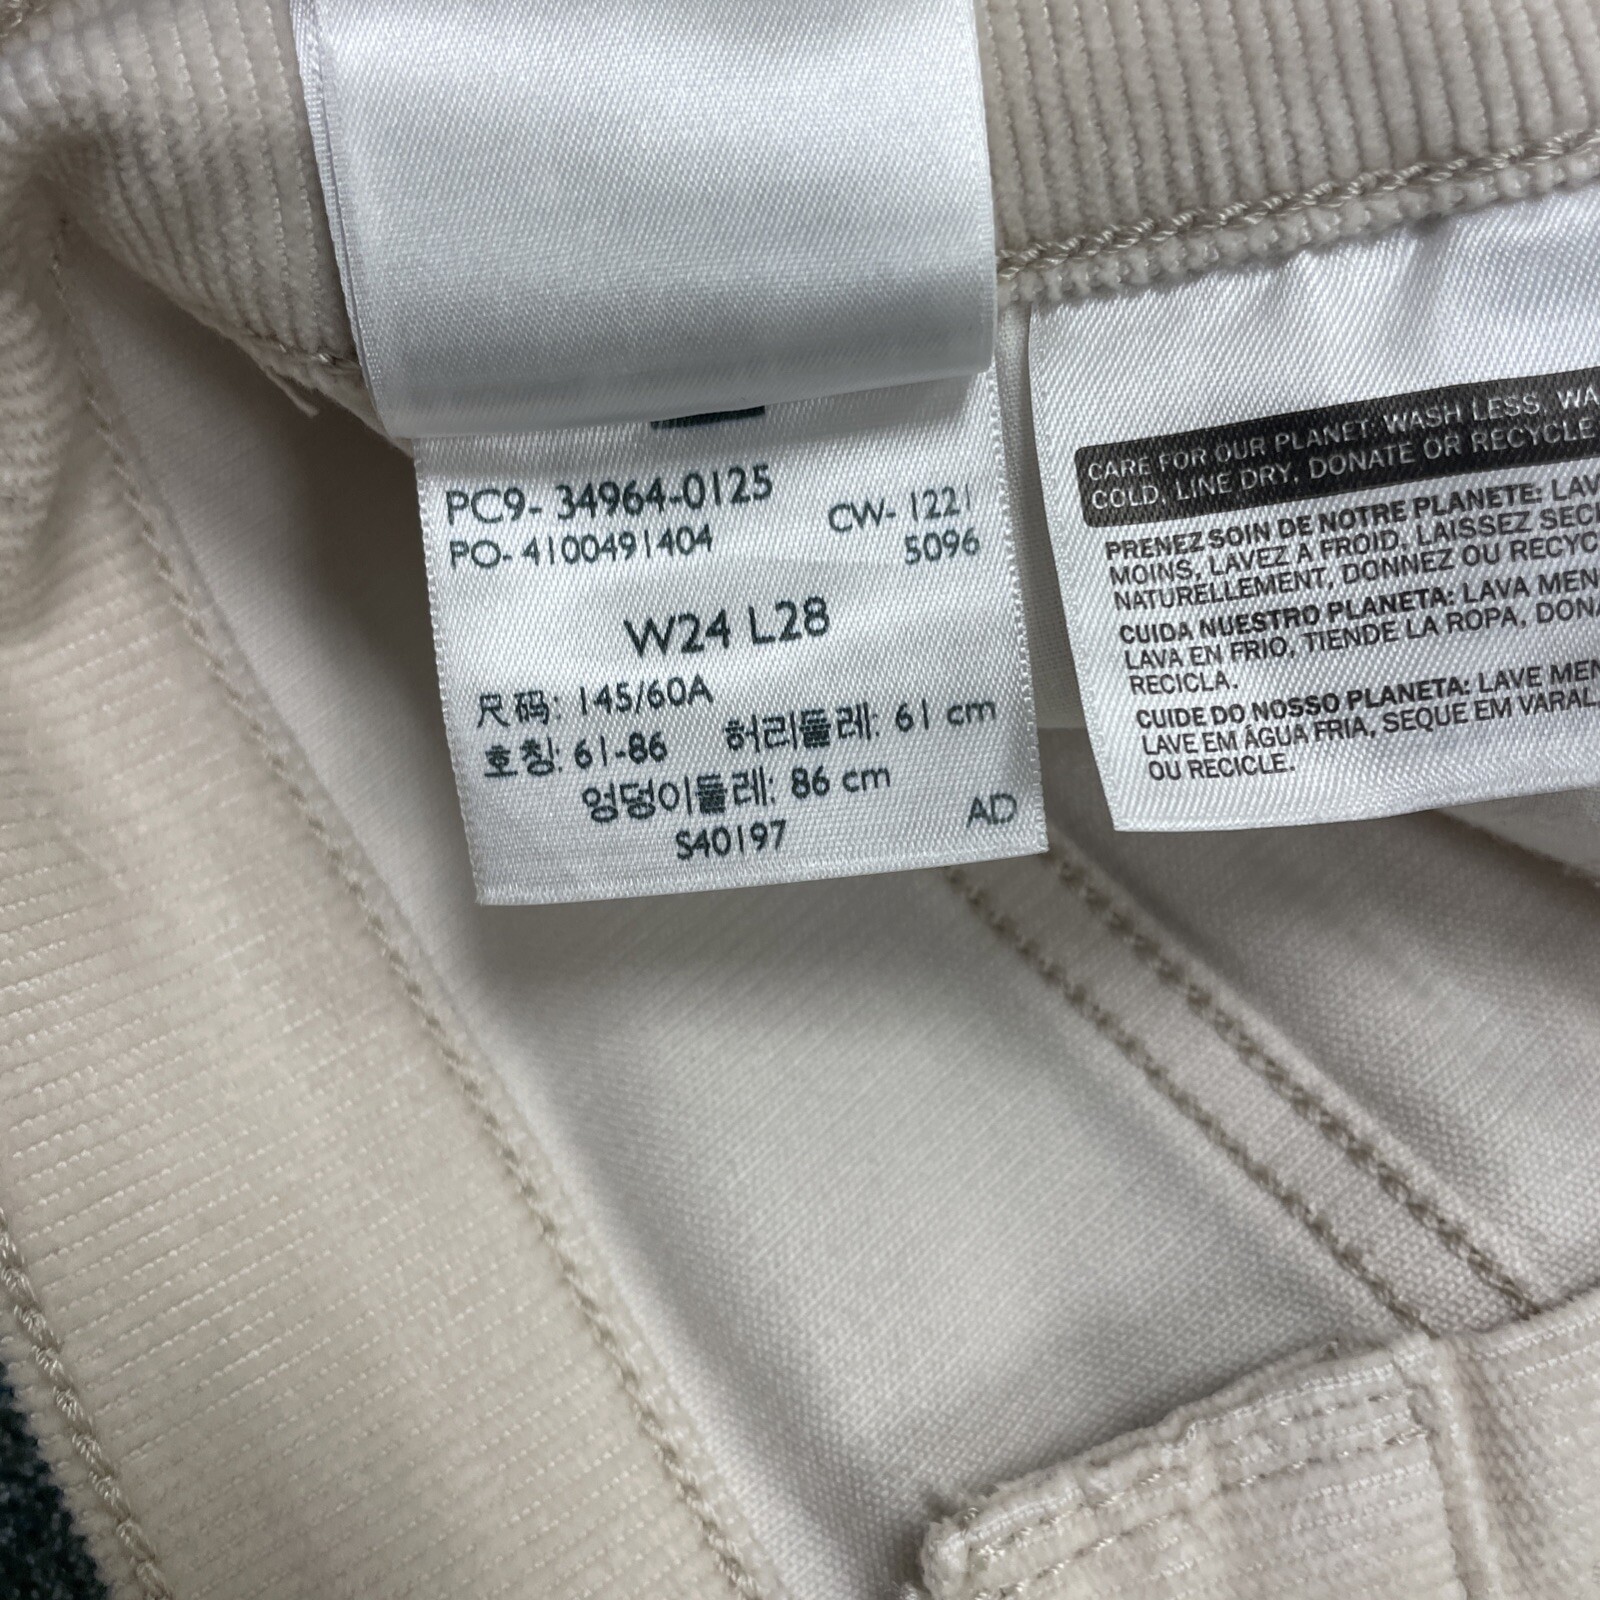 PC9- 34964-0125
PO- 4100491404
CW- 1221
5096
W24 L28
尺码: 145/60A
호칭: 61-86 허리둘레: 61 cm
엉덩이둘레: 86 cm
S40197
AD
CARE FOR OUR PLANET: WASH LESS, WA
COLD, LINE DRY, DONATE OR RECYCLE
PRENEZ SOIN DE NOTRE PLANETE: LAV
MOINS, LAVEZ A FROID, LAISSEZ SEC
NATURELLEMENT, DONNEZ OU RECYC
CUIDA NUESTRO PLANETA: LAVA MEN
LAVA EN FRIO, TIENDE LA ROPA, DON
RECICLA.
CUIDE DO NOSSO PLANETA: LAVE MEN
LAVE EM ÁGUA FRIA, SEQUE EM VARAL,
OU RECICLE.